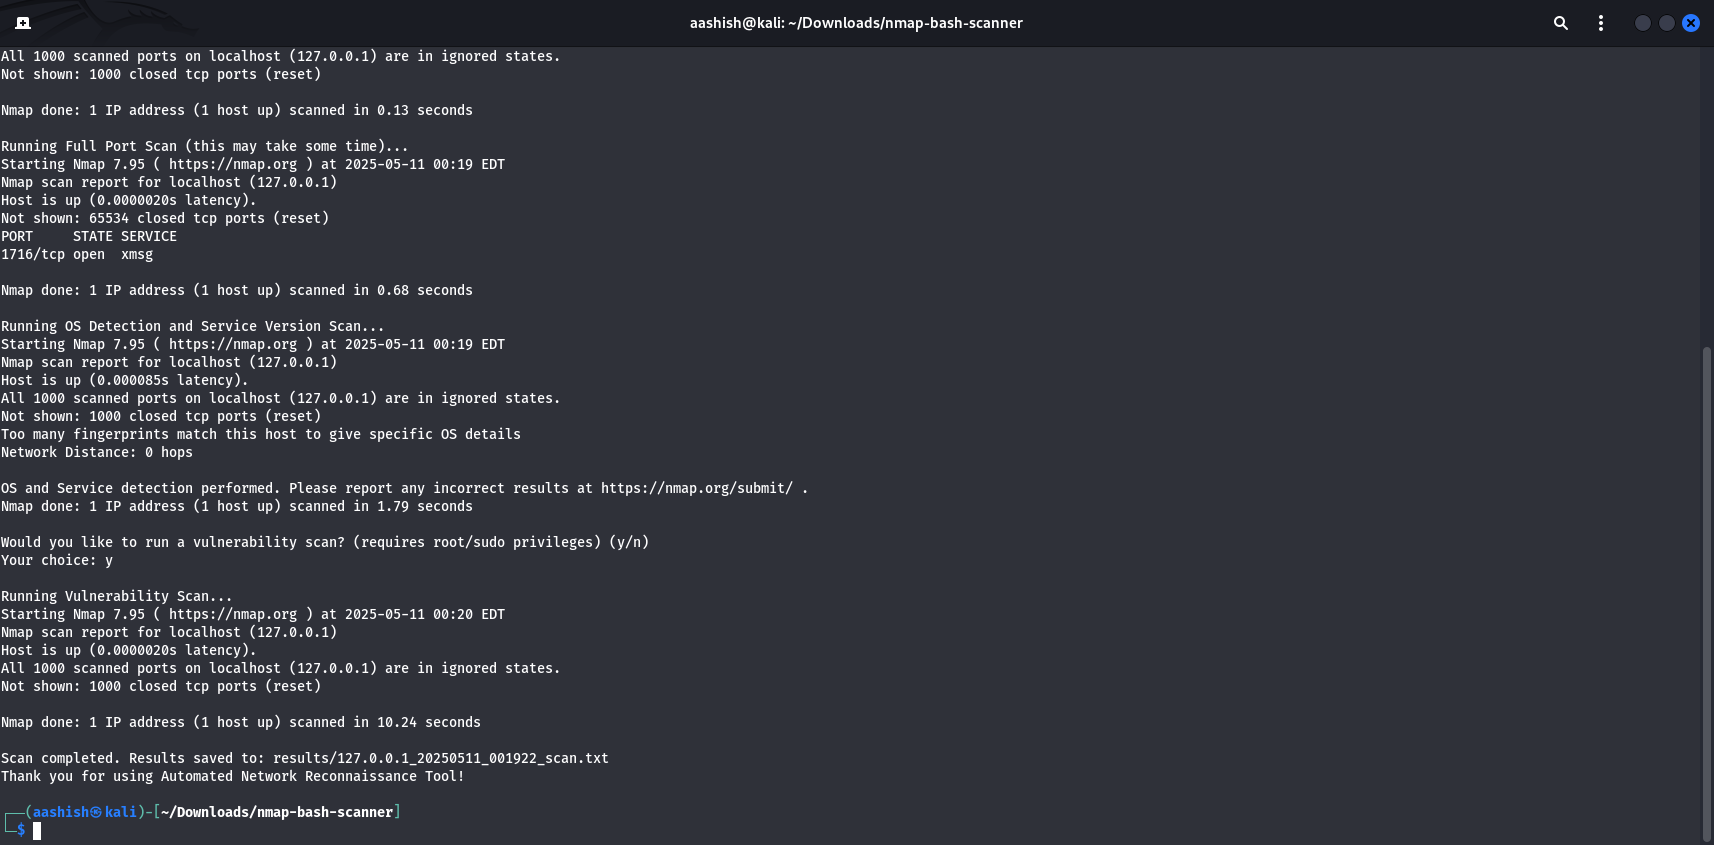 aashish@kali: ~/Downloads/nmap-bash-scanner
All 1000 scanned ports on localhost (127.0.0.1) are in ignored states.
Not shown: 1000 closed tcp ports (reset)
Nmap done: 1 IP address (1 host up) scanned in 0.13 seconds
Running Full Port Scan (this may take some time)...
Starting Nmap 7.95 ( https://nmap.org ) at 2025-05-11 00:19 EDT
Nmap scan report for localhost (127.0.0.1)
Host is up (0.0000020s latency).
Not shown: 65534 closed tcp ports (reset)
PORT     STATE SERVICE
1716/tcp open  xmsg
Nmap done: 1 IP address (1 host up) scanned in 0.68 seconds
Running OS Detection and Service Version Scan...
Starting Nmap 7.95 ( https://nmap.org ) at 2025-05-11 00:19 EDT
Nmap scan report for localhost (127.0.0.1)
Host is up (0.000085s latency).
All 1000 scanned ports on localhost (127.0.0.1) are in ignored states.
Not shown: 1000 closed tcp ports (reset)
Too many fingerprints match this host to give specific OS details
Network Distance: 0 hops
OS and Service detection performed. Please report any incorrect results at https://nmap.org/submit/ .
Nmap done: 1 IP address (1 host up) scanned in 1.79 seconds
Would you like to run a vulnerability scan? (requires root/sudo privileges) (y/n)
Your choice: y
Running Vulnerability Scan...
Starting Nmap 7.95 ( https://nmap.org ) at 2025-05-11 00:20 EDT
Nmap scan report for localhost (127.0.0.1)
Host is up (0.0000020s latency).
All 1000 scanned ports on localhost (127.0.0.1) are in ignored states.
Not shown: 1000 closed tcp ports (reset)
Nmap done: 1 IP address (1 host up) scanned in 10.24 seconds
Scan completed. Results saved to: results/127.0.0.1_20250511_001922_scan.txt
Thank you for using Automated Network Reconnaissance Tool!
┌──(aashish㉿kali)-[~/Downloads/nmap-bash-scanner]
└─$